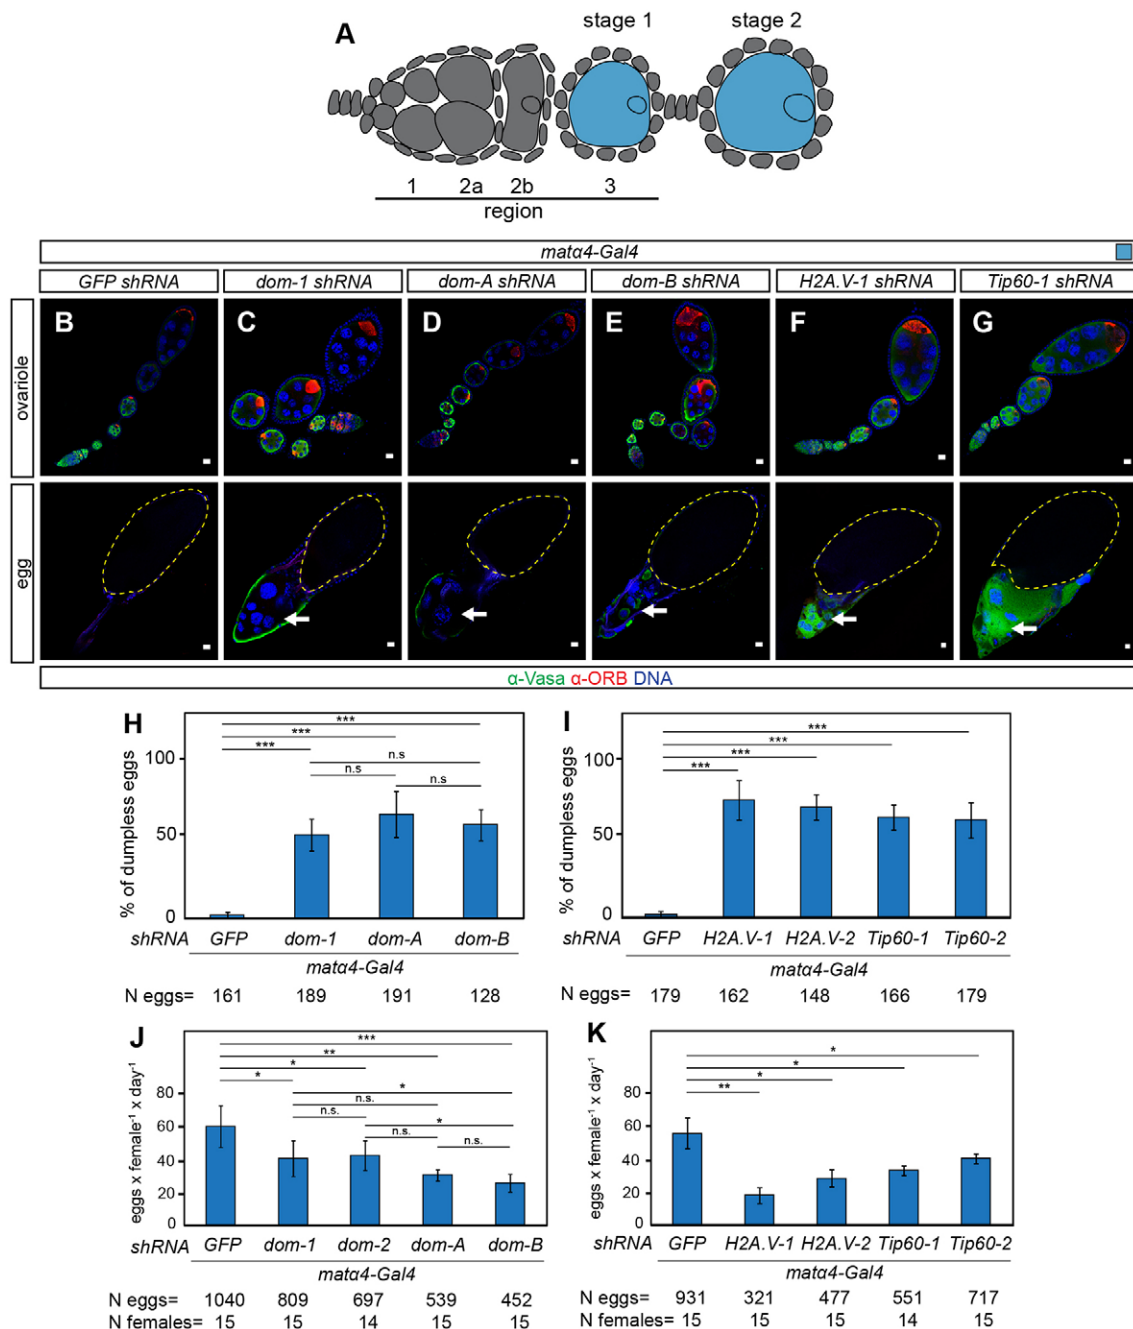 A
stage 1
stage 2
1 2a 2b 3
region
matα4-Gal4
GFP shRNA dom-1 shRNA dom-A shRNA dom-B shRNA H2A.V-1 shRNA Tip60-1 shRNA
ovariole
B C D E F G
egg
α-Vasa α-ORB DNA
H
% of dumpless eggs
100
50
0
***
***
***
n.s
n.s
n.s
shRNA GFP dom-1 dom-A dom-B
matα4-Gal4
N eggs= 161 189 191 128
I
% of dumpless eggs
100
50
0
***
***
***
***
shRNA GFP H2A.V-1 H2A.V-2 Tip60-1 Tip60-2
matα4-Gal4
N eggs= 179 162 148 166 179
J
eggs x female⁻¹ x day⁻¹
80
60
40
20
0
***
**
*
*
*
n.s.
n.s.
*
n.s.
n.s.
shRNA GFP dom-1 dom-2 dom-A dom-B
matα4-Gal4
N eggs= 1040 809 697 539 452
N females= 15 15 14 15 15
K
eggs x female⁻¹ x day⁻¹
80
60
40
20
0
*
*
*
**
shRNA GFP H2A.V-1 H2A.V-2 Tip60-1 Tip60-2
matα4-Gal4
N eggs= 931 321 477 551 717
N females= 15 15 15 14 15